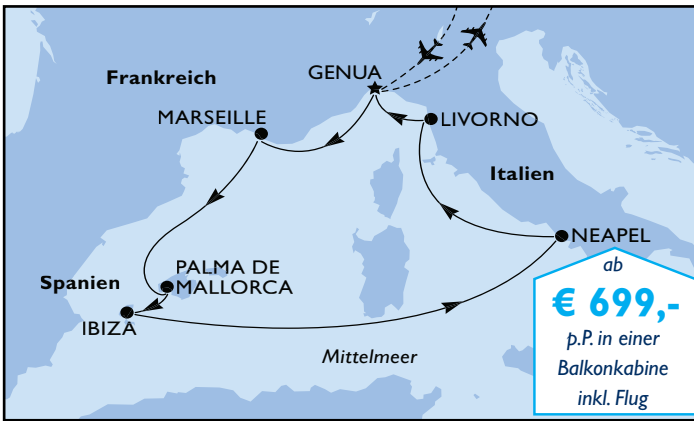 Frankreich
GENUA
MARSEILLE
LIVORNO
Italien
NEAPEL
Spanien
PALMA DE
MALLORCA
IBIZA
Mittelmeer
ab
€ 699,-
p.P. in einer
Balkonkabine
inkl. Flug